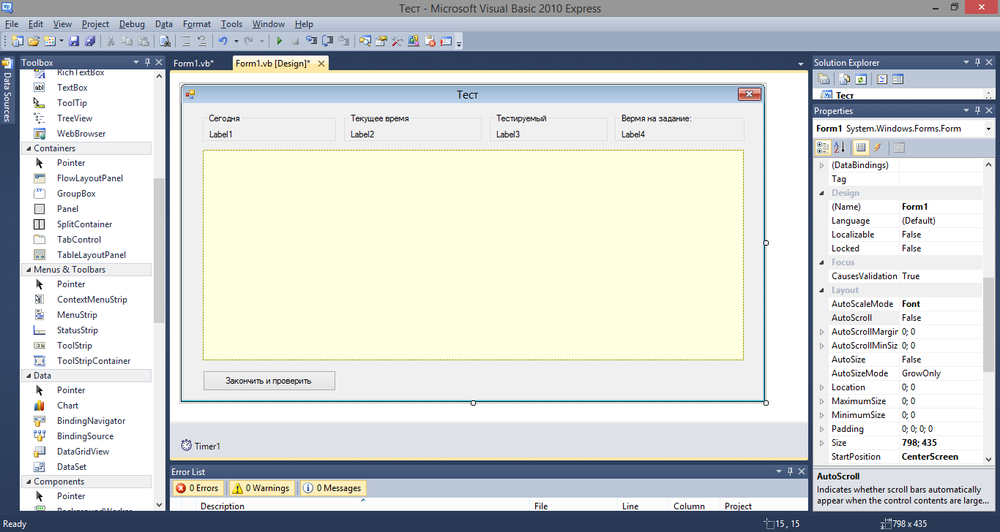 Тест - Microsoft Visual Basic 2010 Express
File Edit View Project Debug Data Format Tools Window Help
Data Sources
Toolbox
RichTextBox
TextBox
ToolTip
TreeView
WebBrowser
Containers
Pointer
FlowLayoutPanel
GroupBox
Panel
SplitContainer
TabControl
TableLayoutPanel
Menus & Toolbars
Pointer
ContextMenuStrip
MenuStrip
StatusStrip
ToolStrip
ToolStripContainer
Data
Pointer
Chart
BindingNavigator
BindingSource
DataGridView
DataSet
Components
Pointer
BackgroundWorker
Form1.vb* Form1.vb [Design]*
Тест
Сегодня Текущее время Тестируемый Вермя на задание:
Label1 Label2 Label3 Label4
Закончить и проверить
Timer1
Error List
0 Errors 0 Warnings 0 Messages
Description File Line Column Project
Solution Explorer
Тест
Properties
Form1 System.Windows.Forms.Form
(DataBindings)
Tag
Design
(Name) Form1
Language (Default)
Localizable False
Locked False
Focus
CausesValidation True
Layout
AutoScaleMode Font
AutoScroll False
AutoScrollMargin 0; 0
AutoScrollMinSiz 0; 0
AutoSize False
AutoSizeMode GrowOnly
Location 0; 0
MaximumSize 0; 0
MinimumSize 0; 0
Padding 0; 0; 0; 0
Size 798; 435
StartPosition CenterScreen
AutoScroll
Indicates whether scroll bars automatically
appear when the control contents are large...
Ready 15 , 15 798 x 435